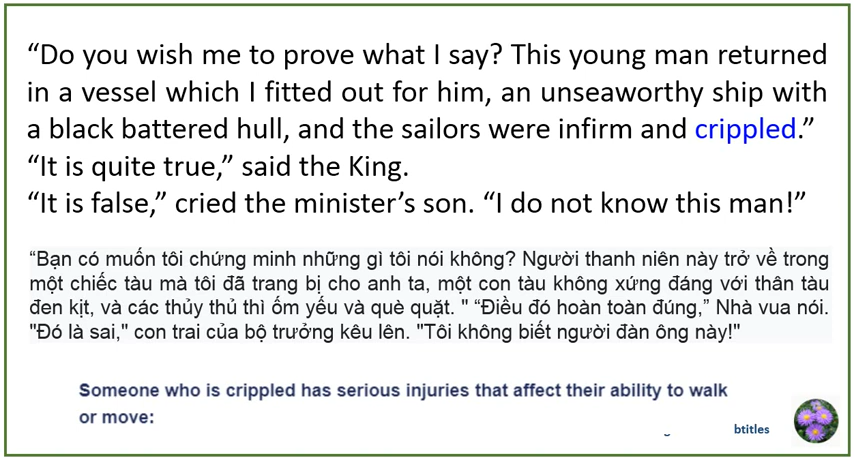 “Do you wish me to prove what I say? This young man returned
in a vessel which I fitted out for him, an unseaworthy ship with
a black battered hull, and the sailors were infirm and crippled.”
“It is quite true,” said the King.
“It is false,” cried the minister’s son. “I do not know this man!”
“Bạn có muốn tôi chứng minh những gì tôi nói không? Người thanh niên này trở về trong
một chiếc tàu mà tôi đã trang bị cho anh ta, một con tàu không xứng đáng với thân tàu
đen kịt, và các thủy thủ thì ốm yếu và què quặt. " “Điều đó hoàn toàn đúng,” Nhà vua nói.
"Đó là sai," con trai của bộ trưởng kêu lên. "Tôi không biết người đàn ông này!"
Someone who is crippled has serious injuries that affect their ability to walk
or move:
btitles